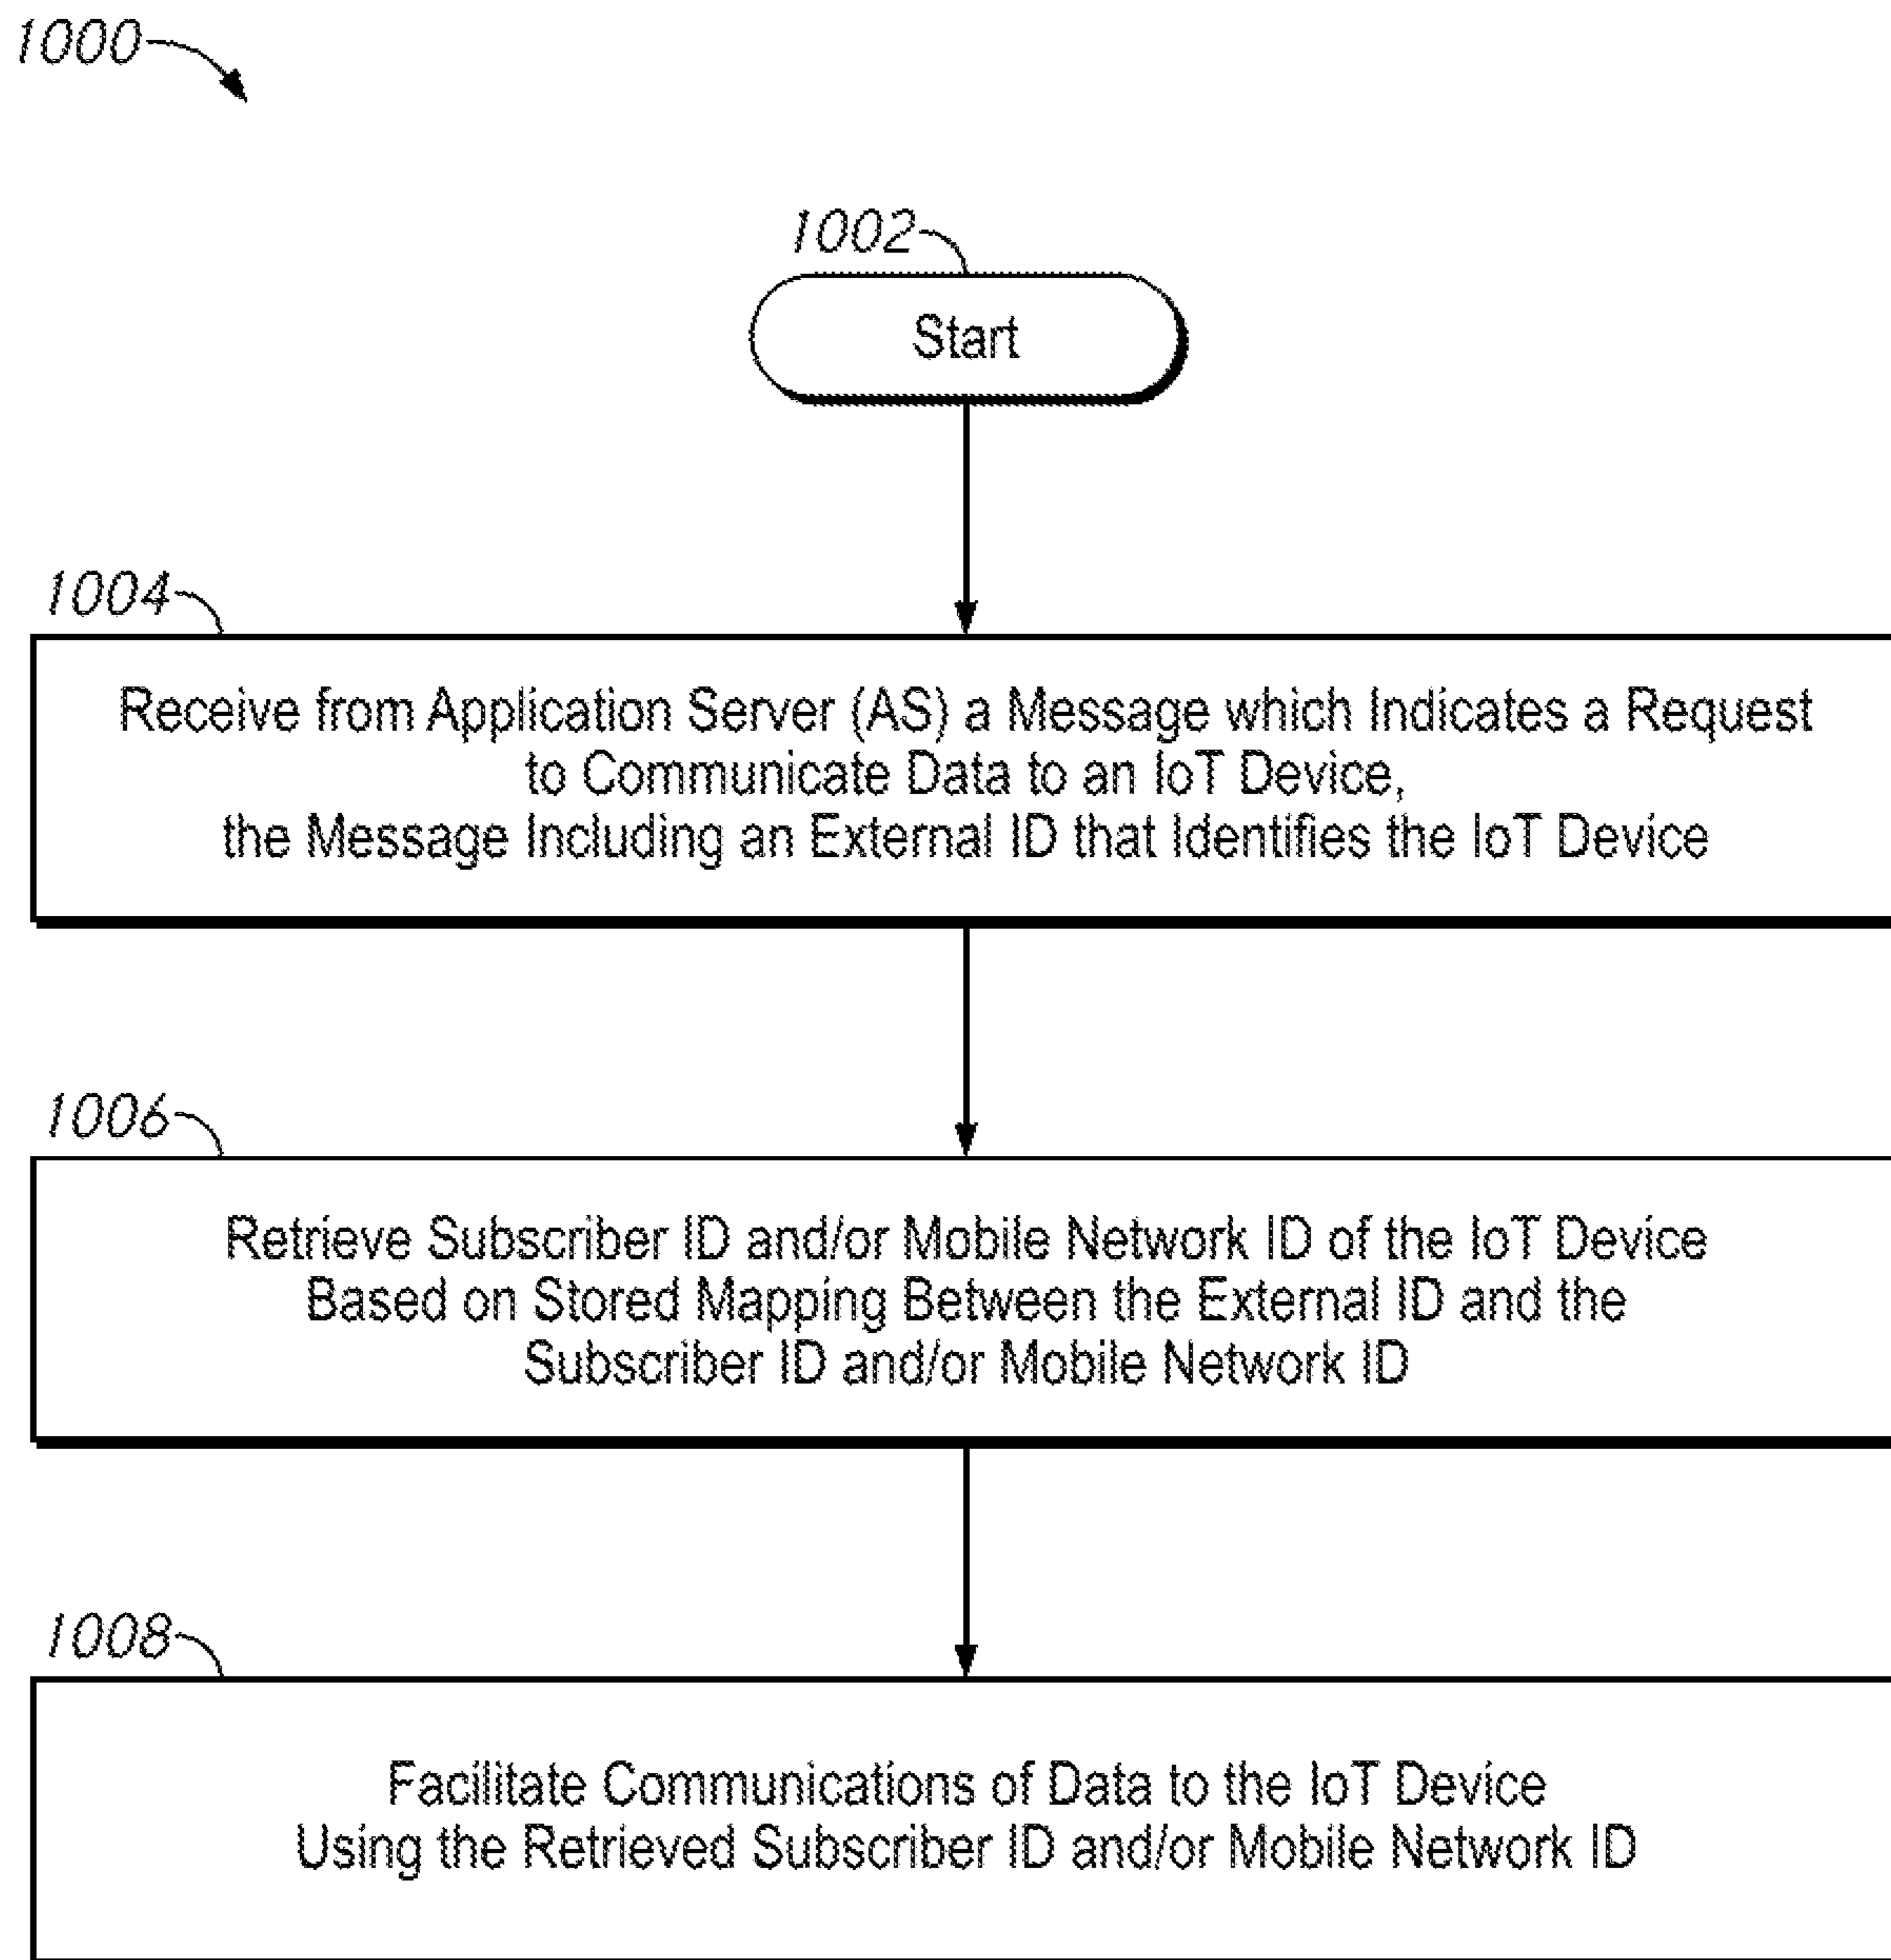 1000
1002
Start
1004
Receive from Application Server (AS) a Message which Indicates a Request
to Communicate Data to an IoT Device,
the Message Including an External ID that Identifies the IoT Device
1006
Retrieve Subscriber ID and/or Mobile Network ID of the IoT Device
Based on Stored Mapping Between the External ID and the
Subscriber ID and/or Mobile Network ID
1008
Facilitate Communications of Data to the IoT Device
Using the Retrieved Subscriber ID and/or Mobile Network ID